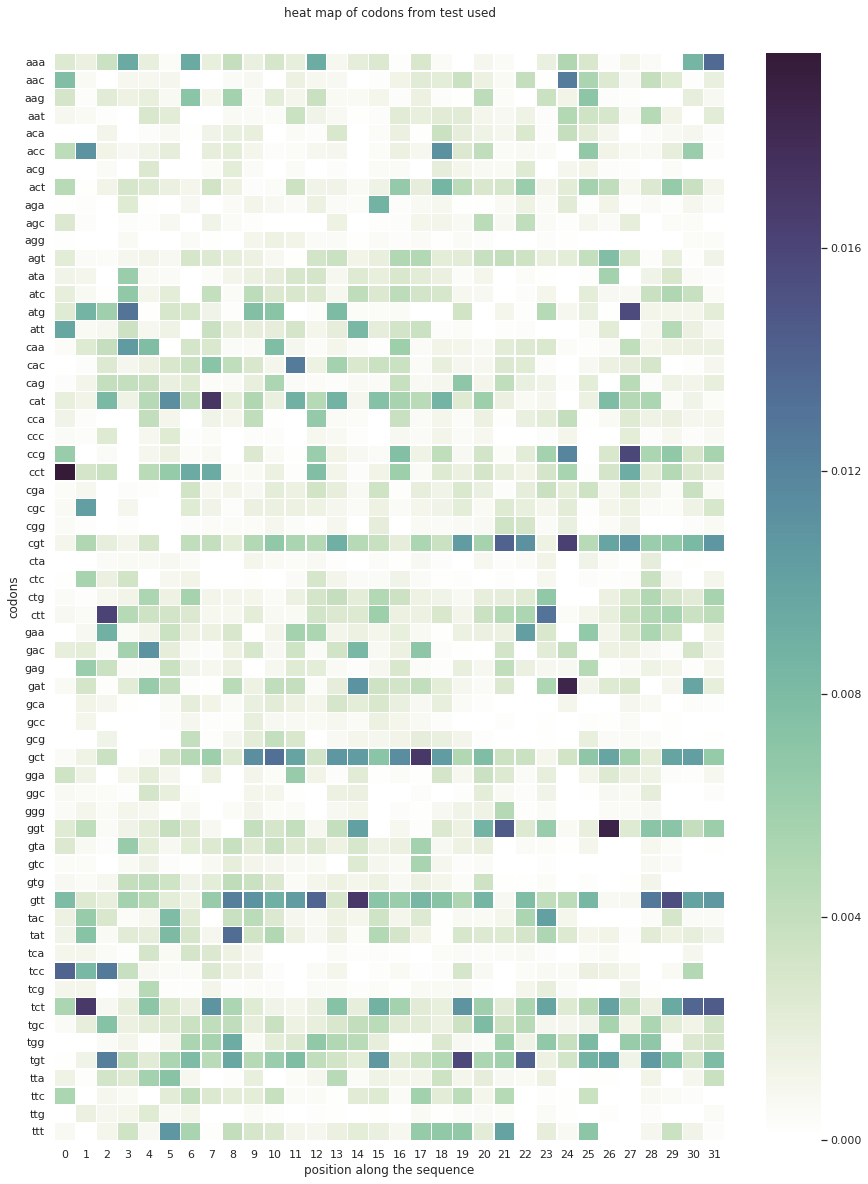 heat map of codons from test used
codons
aaa
aac
aag
aat
aca
acc
acg
act
aga
agc
agg
agt
ata
atc
atg
att
caa
cac
cag
cat
cca
ccc
ccg
cct
cga
cgc
cgg
cgt
cta
ctc
ctg
ctt
gaa
gac
gag
gat
gca
gcc
gcg
gct
gga
ggc
ggg
ggt
gta
gtc
gtg
gtt
tac
tat
tca
tcc
tcg
tct
tgc
tgg
tgt
tta
ttc
ttg
ttt
0 1 2 3 4 5 6 7 8 9 10 11 12 13 14 15 16 17 18 19 20 21 22 23 24 25 26 27 28 29 30 31
position along the sequence
0.016
0.012
0.008
0.004
0.000